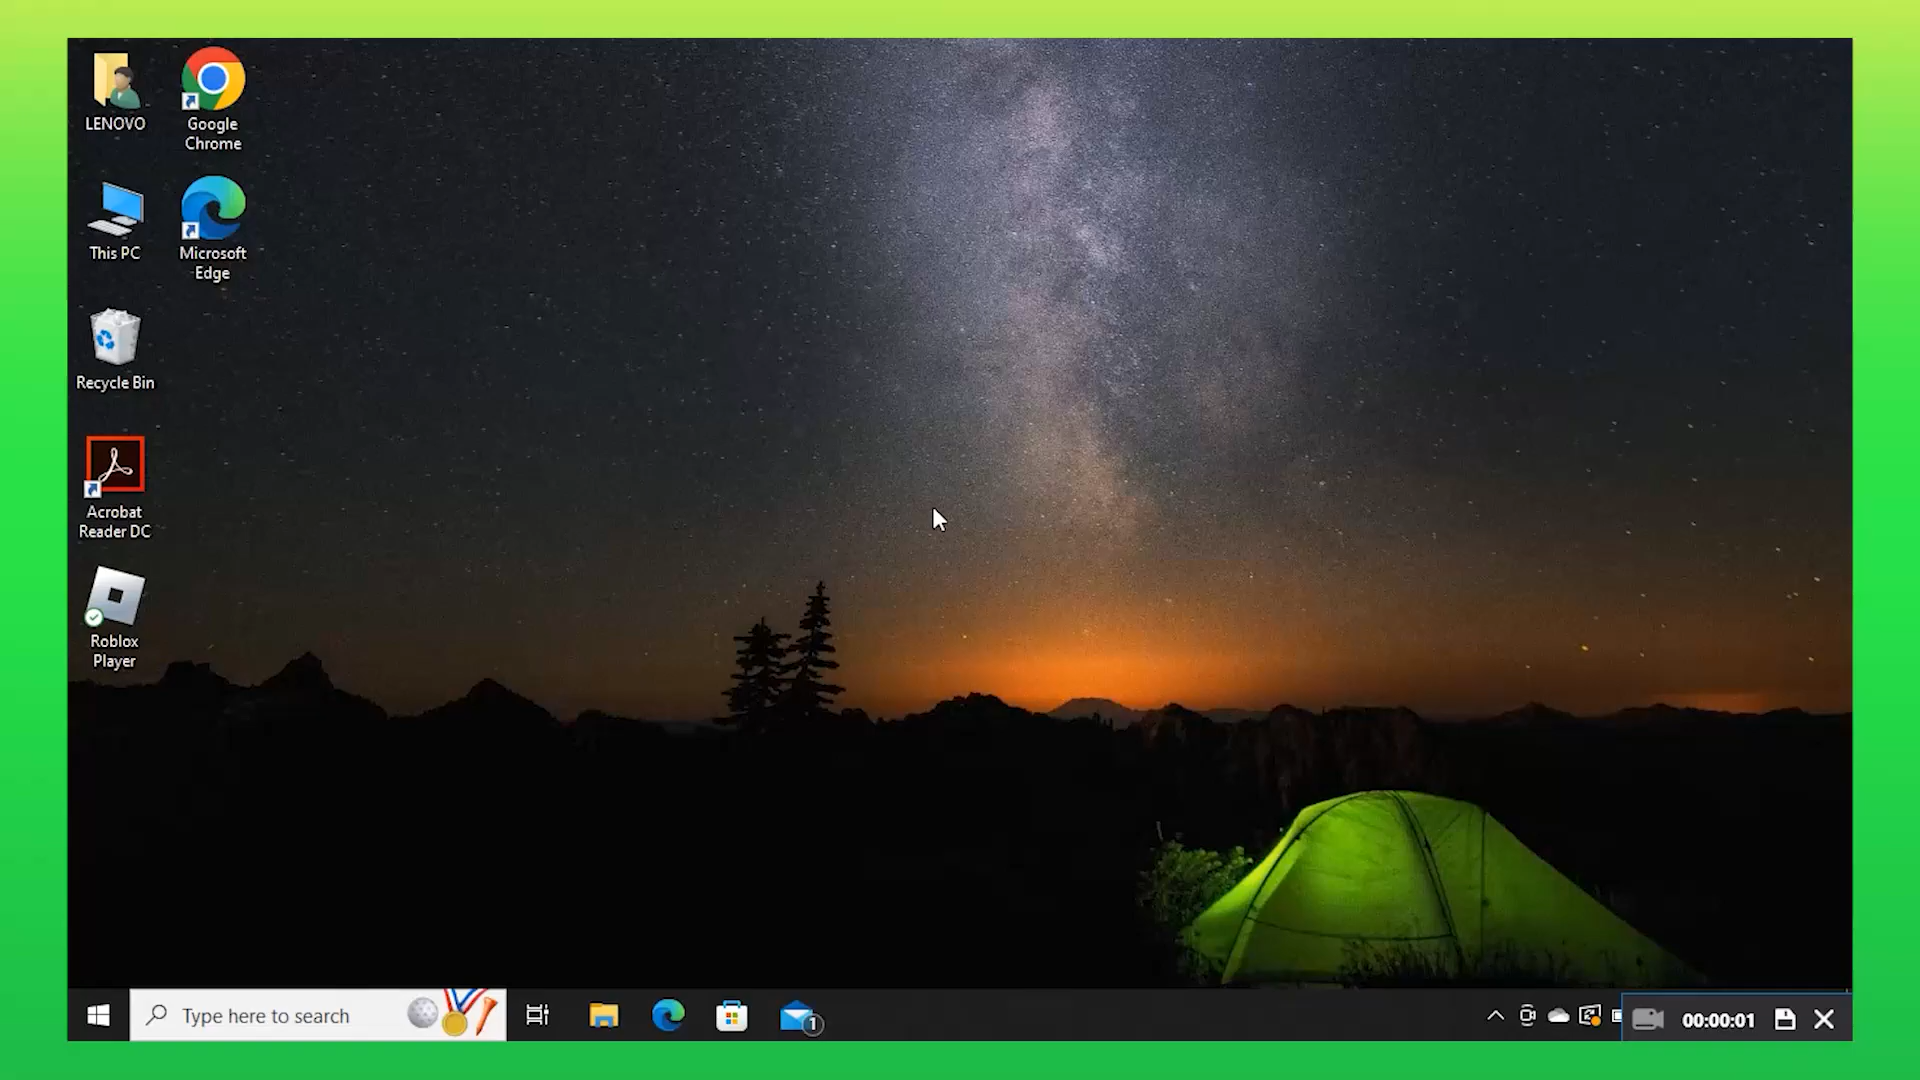 LENOVO
Google
Chrome
This PC
Microsoft
Edge
Recycle Bin
Acrobat
Reader DC
Roblox
Player
Type here to search
1
00:00:01